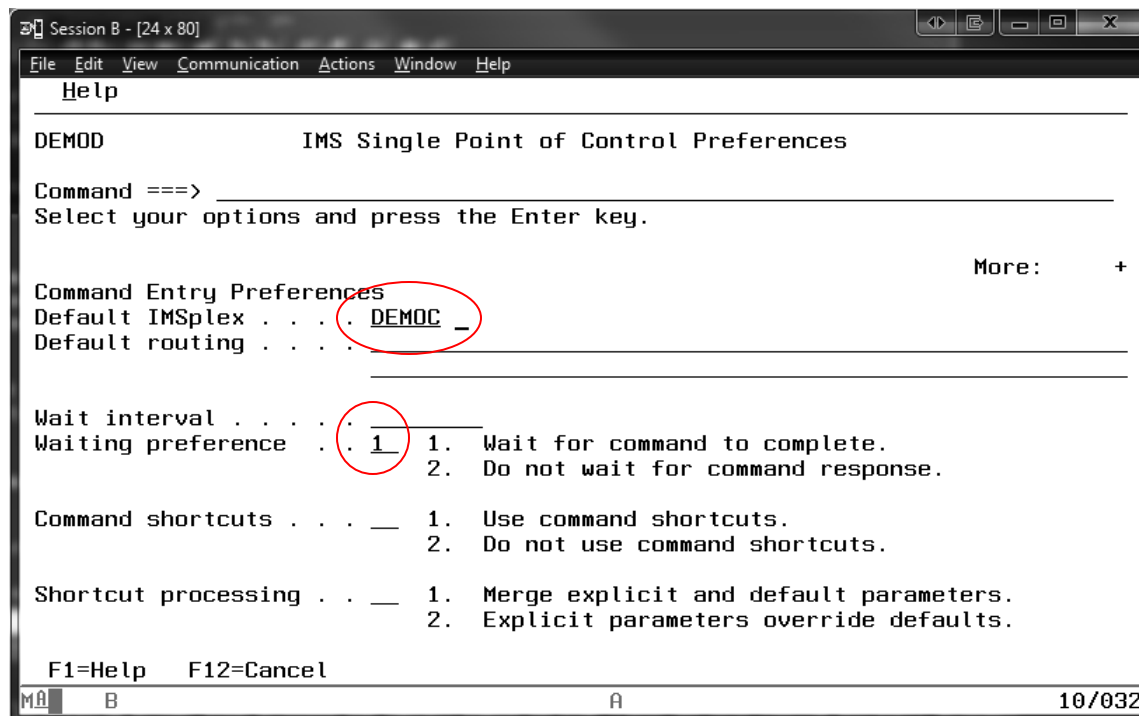 Session B - [24 x 80]
File Edit View Communication Actions Window Help
Help
DEMOD IMS Single Point of Control Preferences
Command ===> 
Select your options and press the Enter key.
More: +
Command Entry Preferences
Default IMSplex . . . . DEMOC _
Default routing . . . .
Wait interval . . . . .
Waiting preference . . 1 1. Wait for command to complete.
2. Do not wait for command response.
Command shortcuts . . . __ 1. Use command shortcuts.
2. Do not use command shortcuts.
Shortcut processing . . __ 1. Merge explicit and default parameters.
2. Explicit parameters override defaults.
F1=Help F12=Cancel
MA B A 10/032